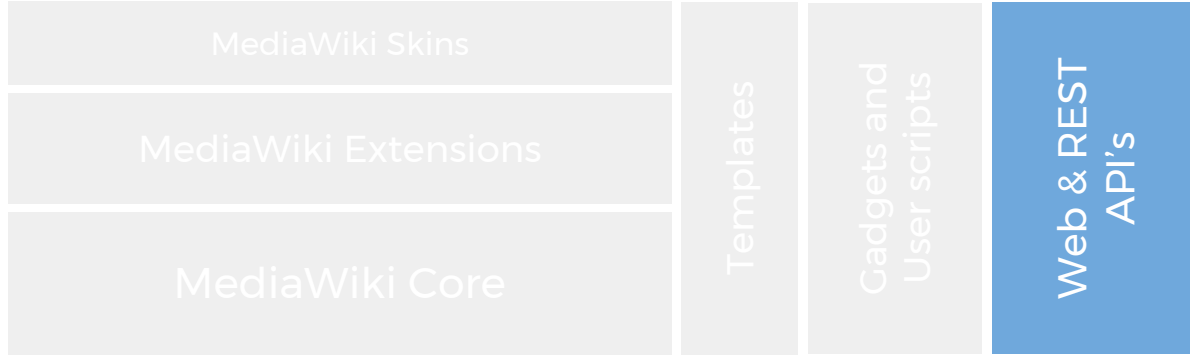 MediaWiki Skins
MediaWiki Extensions
MediaWiki Core
Templates
Gadgets and
User scripts
Web & REST
API's